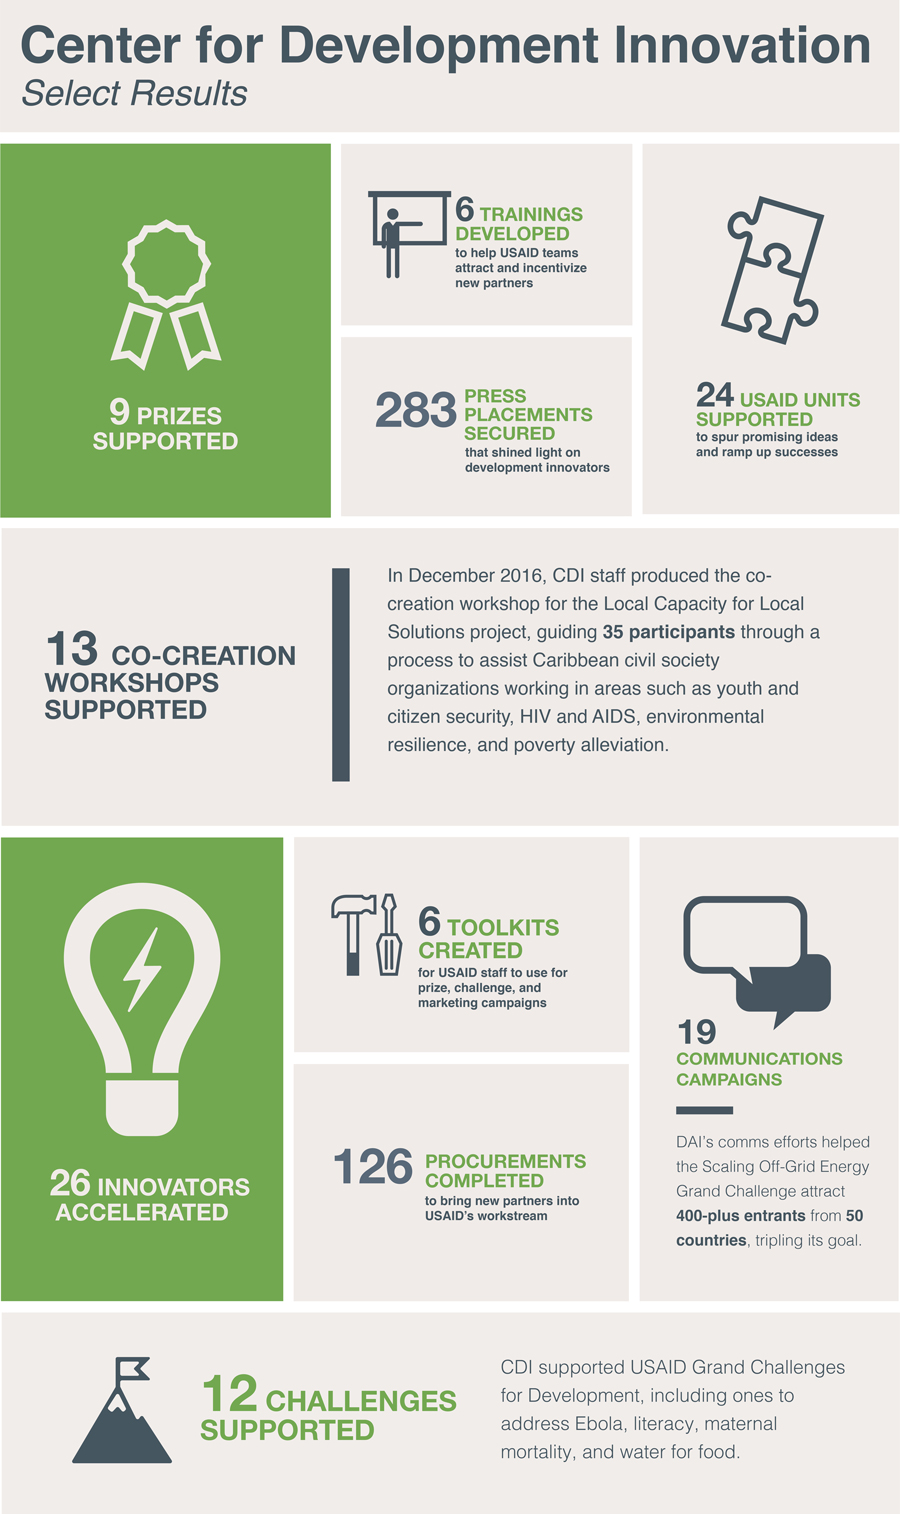 Center for Development Innovation
Select Results
9 PRIZES
SUPPORTED
6 TRAININGS
DEVELOPED
to help USAID teams
attract and incentivize
new partners
283 PRESS
PLACEMENTS
SECURED
that shined light on
development innovators
24 USAID UNITS
SUPPORTED
to spur promising ideas
and ramp up successes
13 CO-CREATION
WORKSHOPS
SUPPORTED
In December 2016, CDI staff produced the co-
creation workshop for the Local Capacity for Local
Solutions project, guiding 35 participants through a
process to assist Caribbean civil society
organizations working in areas such as youth and
citizen security, HIV and AIDS, environmental
resilience, and poverty alleviation.
26 INNOVATORS
ACCELERATED
6 TOOLKITS
CREATED
for USAID staff to use for
prize, challenge, and
marketing campaigns
126 PROCUREMENTS
COMPLETED
to bring new partners into
USAID's workstream
19
COMMUNICATIONS
CAMPAIGNS
DAI's comms efforts helped
the Scaling Off-Grid Energy
Grand Challenge attract
400-plus entrants from 50
countries, tripling its goal.
12 CHALLENGES
SUPPORTED
CDI supported USAID Grand Challenges
for Development, including ones to
address Ebola, literacy, maternal
mortality, and water for food.